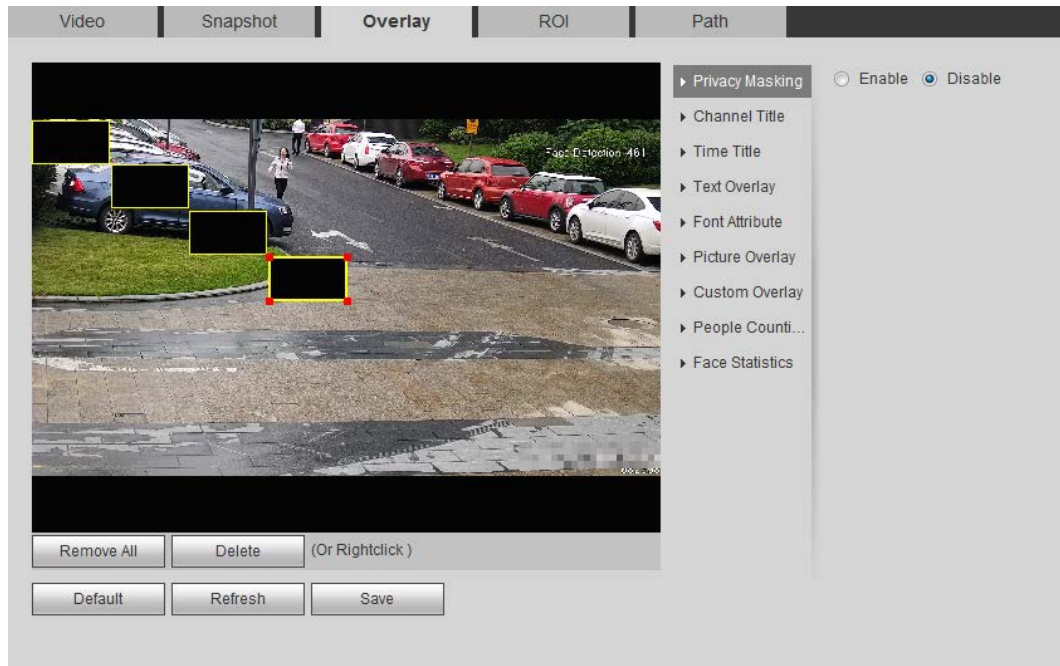 Video Snapshot Overlay ROI Path
Privacy Masking Enable Disable
Channel Title
Time Title
Face Detection 461
Text Overlay
Font Attribute
Picture Overlay
Custom Overlay
People Counti...
Face Statistics
Remove All Delete (Or Rightclick )
Default Refresh Save